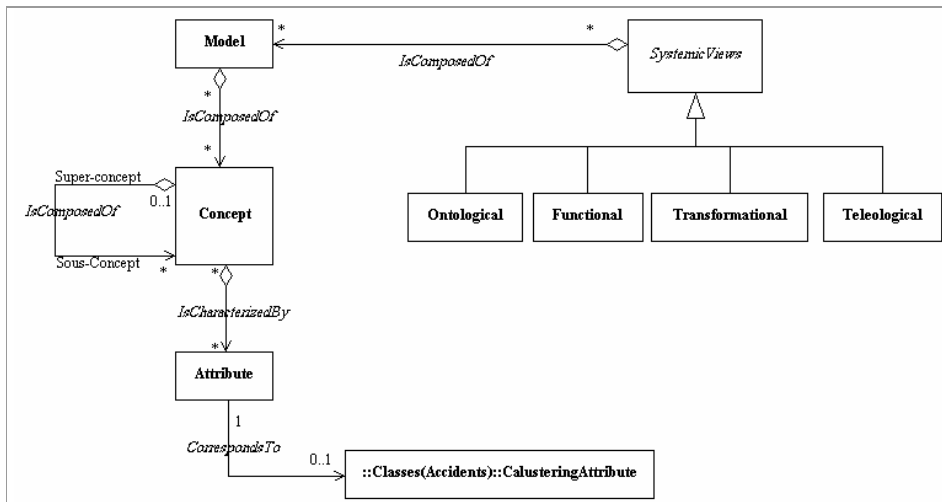 * *
Model
IsComposedOf
SystemicViews
*
IsComposedOf
*
Super-concept
0..1
IsComposedOf
Concept
Sous-Concept
*
Ontological
Functional
Transformational
Teleological
*
IsCharacterizedBy
*
Attribute
1
CorrespondsTo
0..1
::Classes(Accidents)::CalusteringAttribute